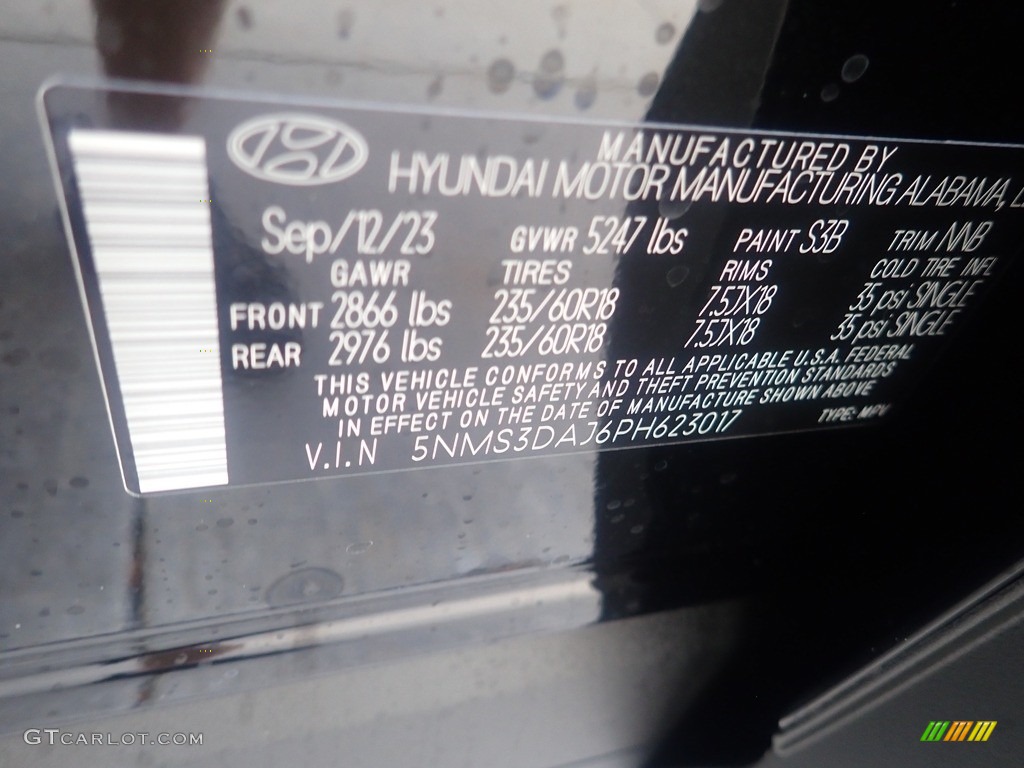 MANUFACTURED BY
HYUNDAI MOTOR MANUFACTURING ALABAMA,
Sep/12/23 GVWR 5247 lbs PAINT S3B TRIM NNB
GAWR TIRES RIMS COLD TIRE INFL
FRONT 2866 lbs 235/60R18 7.5JX18 35 psi SINGLE
REAR 2976 lbs 235/60R18 7.5JX18 35 psi SINGLE
THIS VEHICLE CONFORMS TO ALL APPLICABLE U.S.A. FEDERAL
MOTOR VEHICLE SAFETY AND THEFT PREVENTION STANDARDS
IN EFFECT ON THE DATE OF MANUFACTURE SHOWN ABOVE
V.I.N 5NMS3DAJ6PH623017 TYPE: MPV
GTCARLOT.COM